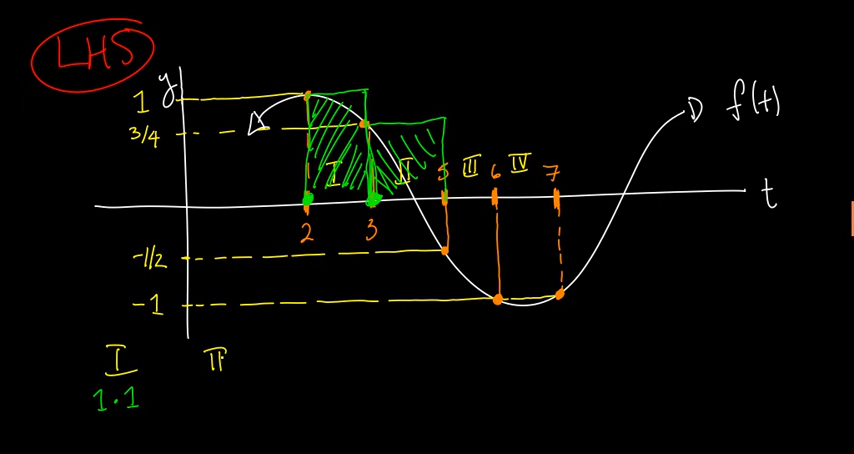 LHS
y
1
3/4
f(t)
I II 5 III 6 IV 7
t
2 3
-1/2
-1
I II
1·1